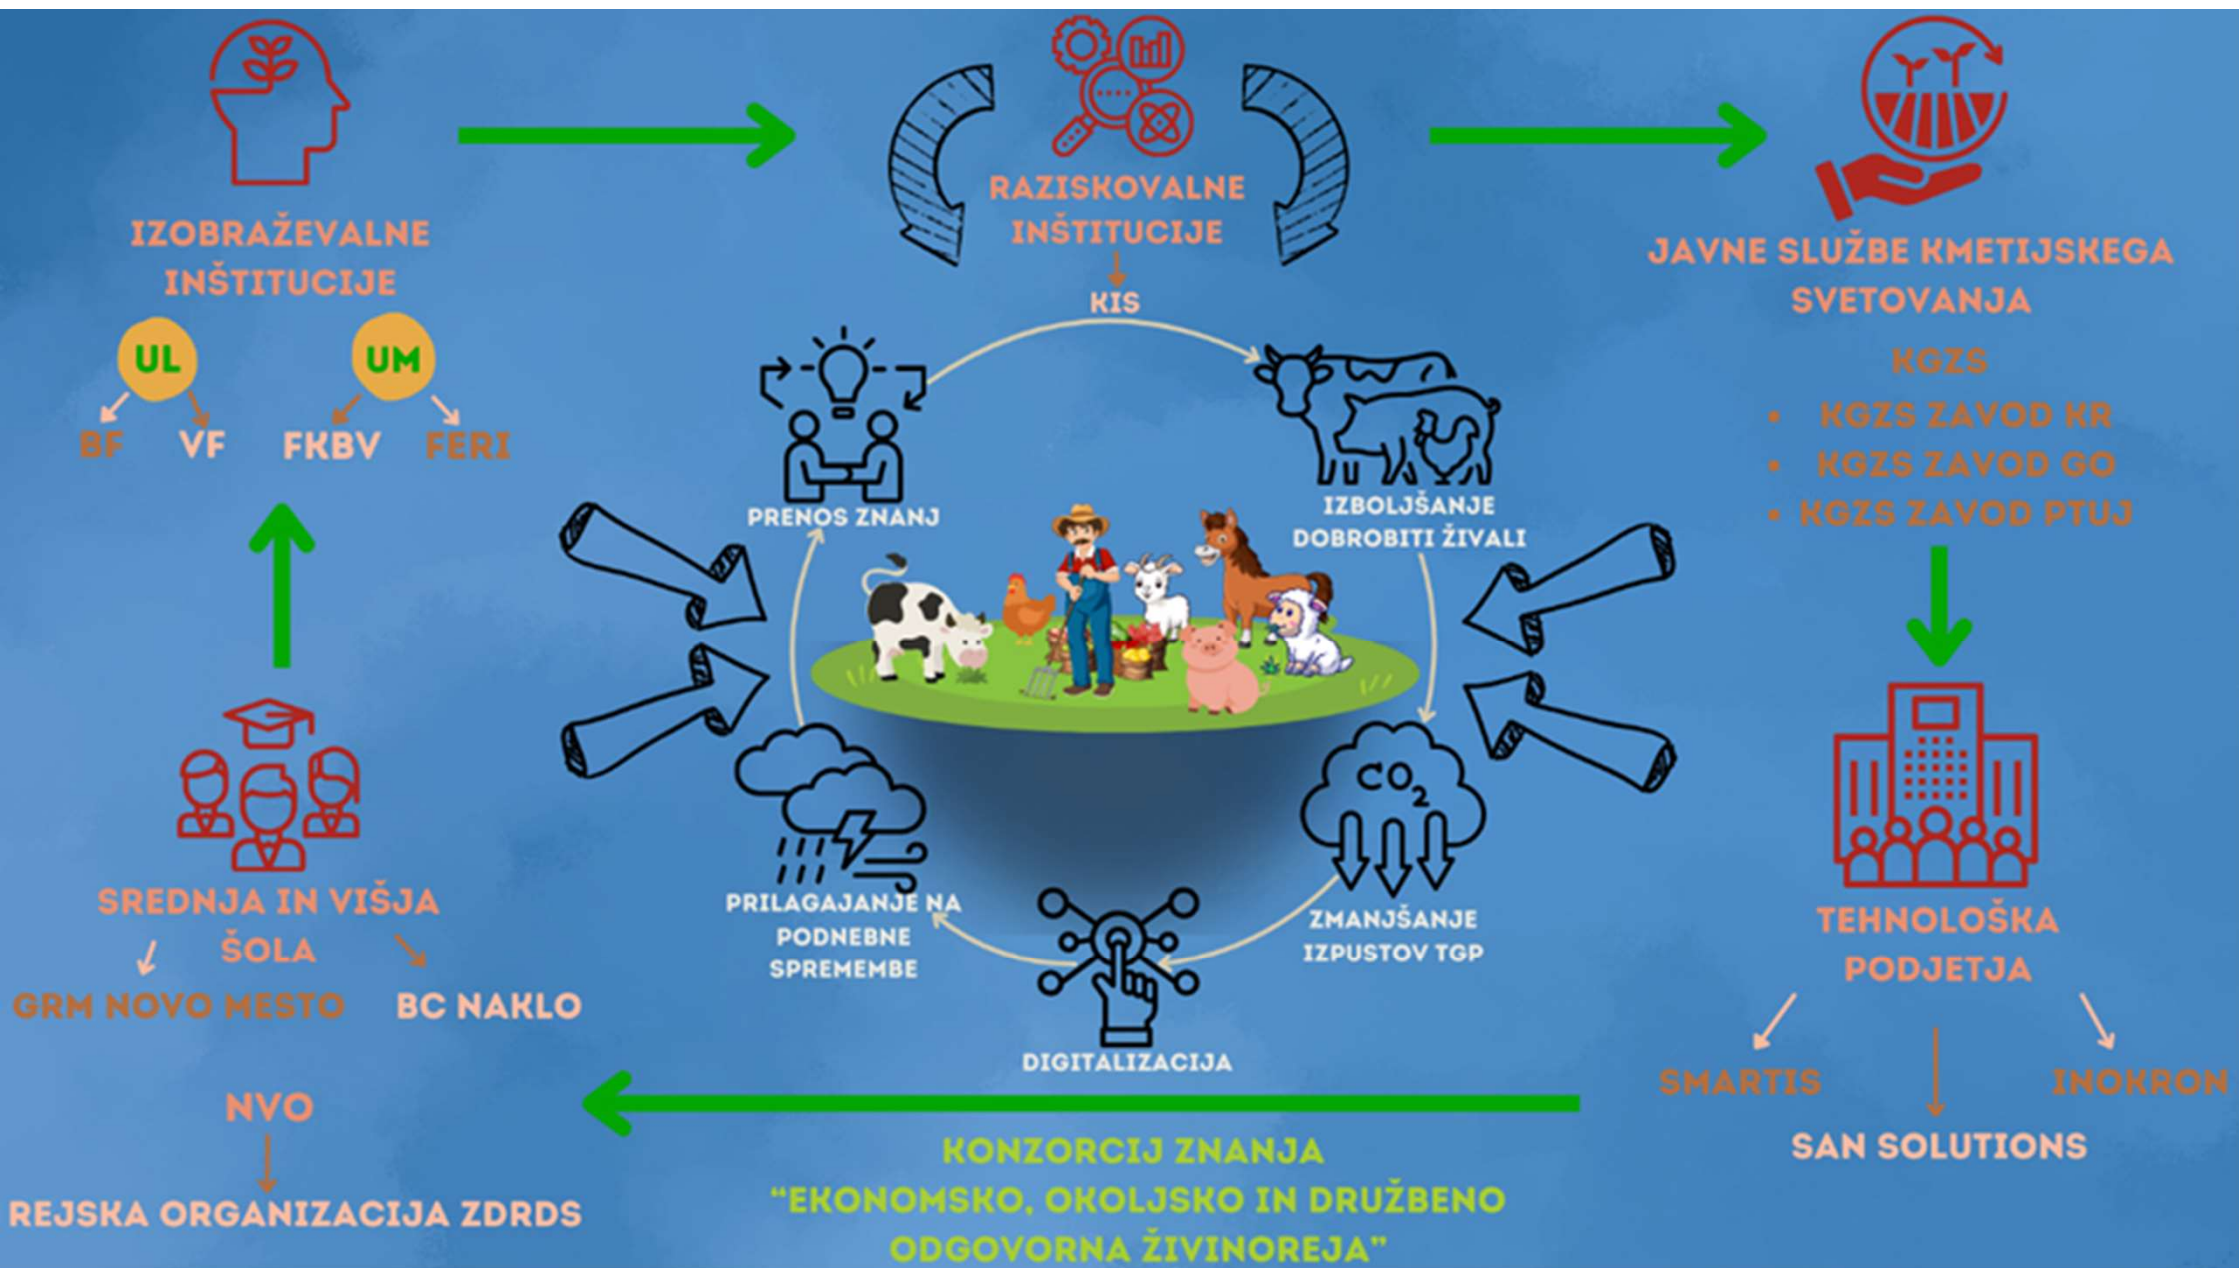 IZOBRAŽEVALNE
INŠTITUCIJE
UL
UM
BF
VF
FKBV
FERI
RAZISKOVALNE
INŠTITUCIJE
KIS
JAVNE SLUŽBE KMETIJSKEGA
SVETOVANJA
KGZS
• KGZS ZAVOD KR
• KGZS ZAVOD GO
• KGZS ZAVOD PTUJ
PRENOS ZNANJ
IZBOLJŠANJE
DOBROBITI ŽIVALI
CO2
ZMANJŠANJE
IZPUSTOV TGP
DIGITALIZACIJA
PRILAGAJANJE NA
PODNEBNE
SPREMEMBE
SREDNJA IN VIŠJA
ŠOLA
GRM NOVO MESTO
BC NAKLO
NVO
REJSKA ORGANIZACIJA ZDRDS
TEHNOLOŠKA
PODJETJA
SMARTIS
INOKRON
SAN SOLUTIONS
KONZORCIJ ZNANJA
“EKONOMSKO, OKOLJSKO IN DRUŽBENO
ODGOVORNA ŽIVINOREJA”